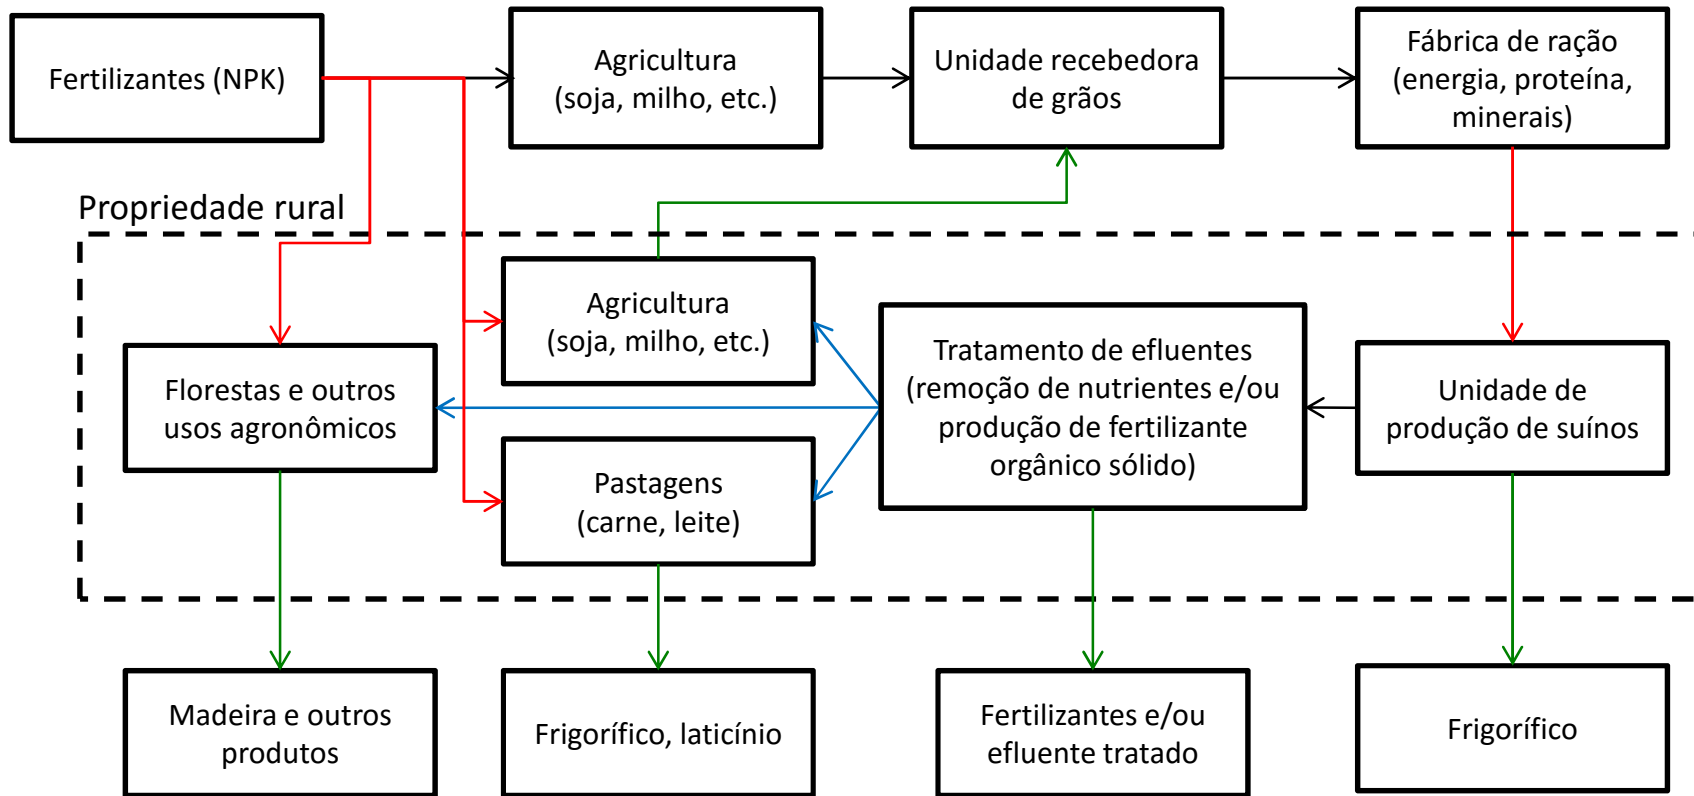 Fertilizantes (NPK)
Agricultura
(soja, milho, etc.)
Unidade recebedora
de grãos
Fábrica de ração
(energia, proteína,
minerais)
Propriedade rural
Agricultura
(soja, milho, etc.)
Florestas e outros
usos agronômicos
Pastagens
(carne, leite)
Tratamento de efluentes
(remoção de nutrientes e/ou
produção de fertilizante
orgânico sólido)
Unidade de
produção de suínos
Madeira e outros
produtos
Frigorífico, laticínio
Fertilizantes e/ou
efluente tratado
Frigorífico